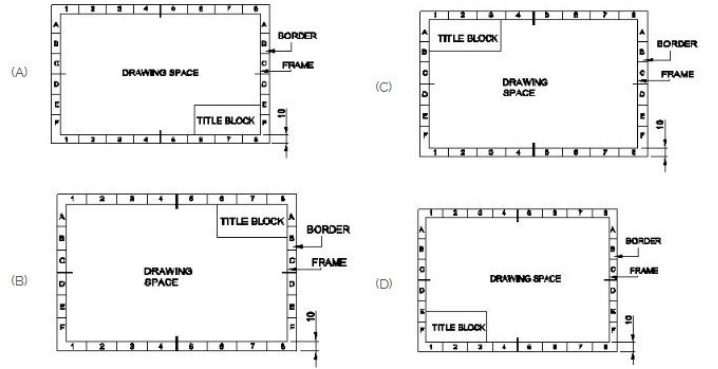 (A)
1 2 3 4 5 6 7 8
A
B
C
D
E
F
A
B
C
D
E
F
DRAWING SPACE
TITLE BLOCK
BORDER
FRAME
10
1 2 3 4 5 6 7 8
(C)
1 2 3 4 5 6 7 8
A
B
C
D
E
F
A
B
C
D
E
F
TITLE BLOCK
DRAWING
SPACE
BORDER
FRAME
10
1 2 3 4 5 6 7 8
(B)
1 2 3 4 5 6 7 8
A
B
C
D
E
F
A
B
C
D
E
F
TITLE BLOCK
DRAWING
SPACE
BORDER
FRAME
10
1 2 3 4 5 6 7 8
(D)
1 2 3 4 5 6 7 8
A
B
C
D
E
F
A
B
C
D
E
F
DRAWING SPACE
TITLE BLOCK
BORDER
FRAME
10
1 2 3 4 5 6 7 8